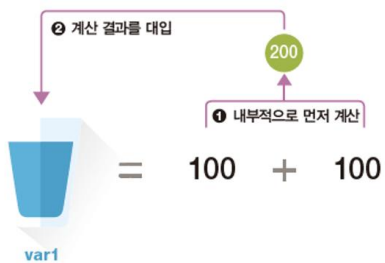 ❷ 계산 결과를 대입
200
❶ 내부적으로 먼저 계산
= 100 + 100
var1